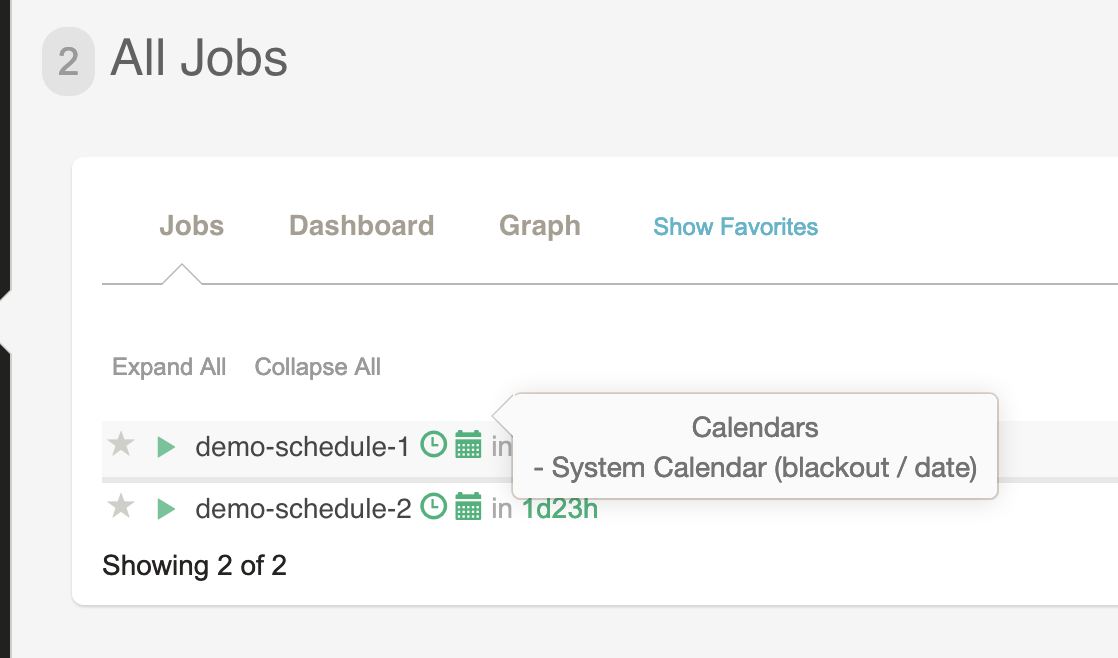 2 All Jobs
Jobs Dashboard Graph Show Favorites
Expand All Collapse All
Calendars
demo-schedule-1 in
- System Calendar (blackout / date)
demo-schedule-2 in 1d23h
Showing 2 of 2